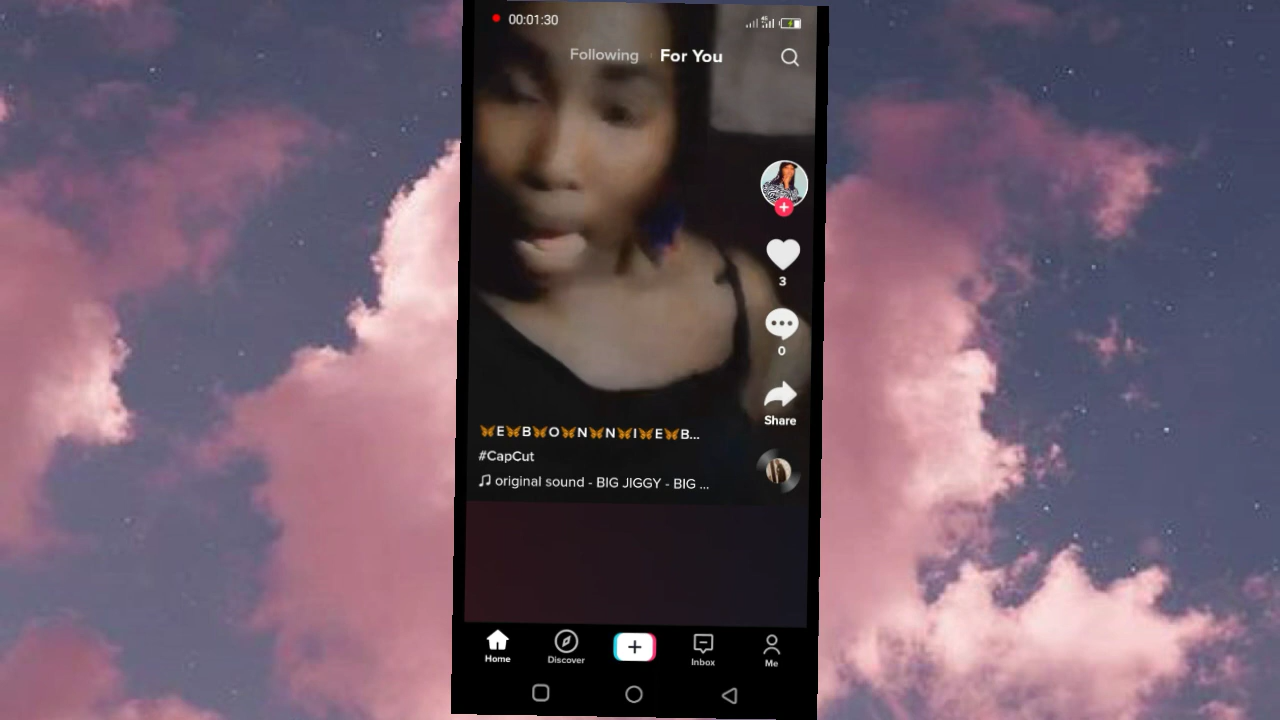 00:01:30
4G
Following
For You
3
0
Share
🦋E🦋B🦋O🦋N🦋N🦋I🦋E🦋B...
#CapCut
original sound - BIG JIGGY - BIG ...
Home
Discover
Inbox
Me